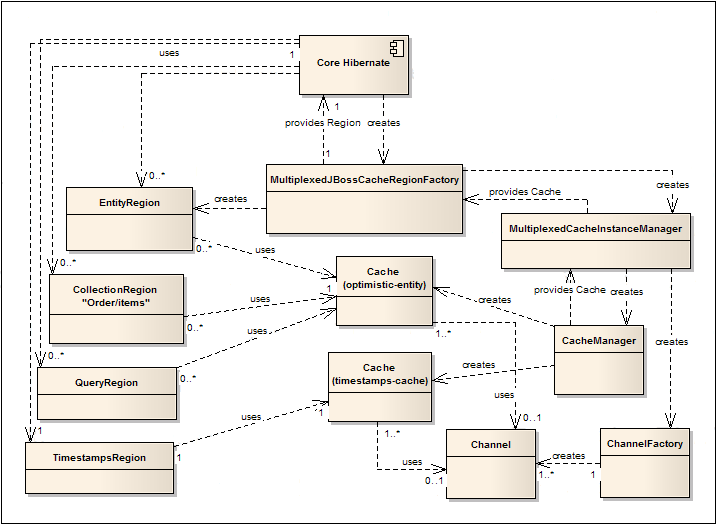 uses
1
Core Hibernate
1
provides Region
creates
1
MultiplexedJBossCacheRegionFactory
0..*
EntityRegion
creates
provides Cache
creates
MultiplexedCacheInstanceManager
0..*
uses
0..*
CollectionRegion
"Order/items"
Cache
(optimistic-entity)
1
uses
creates
provides Cache
creates
0..*
uses
1..*
CacheManager
creates
0..*
QueryRegion
0..*
Cache
(timestamps-cache)
creates
uses
1
uses
0..1
1
TimestampsRegion
1
1..*
uses
0..1
Channel
creates
1..*
1
ChannelFactory